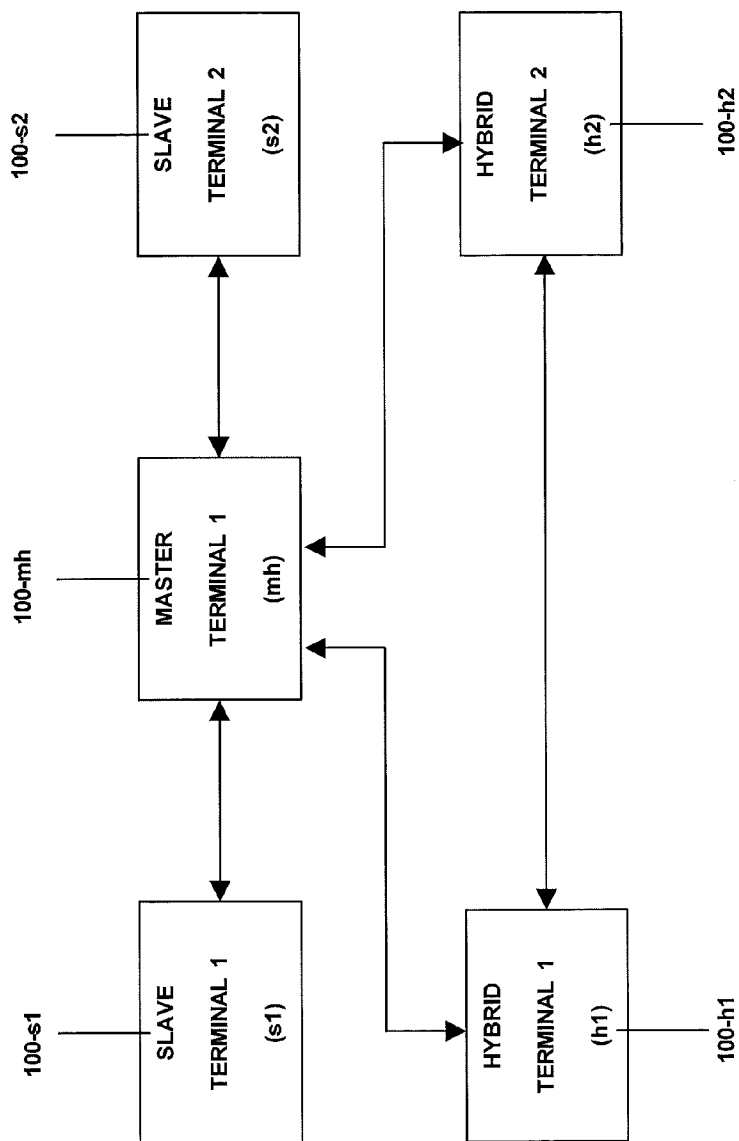 100-s1
100-mh
100-s2
SLAVE
TERMINAL 1
(s1)
MASTER
TERMINAL 1
(mh)
SLAVE
TERMINAL 2
(s2)
HYBRID
TERMINAL 1
(h1)
HYBRID
TERMINAL 2
(h2)
100-h1
100-h2